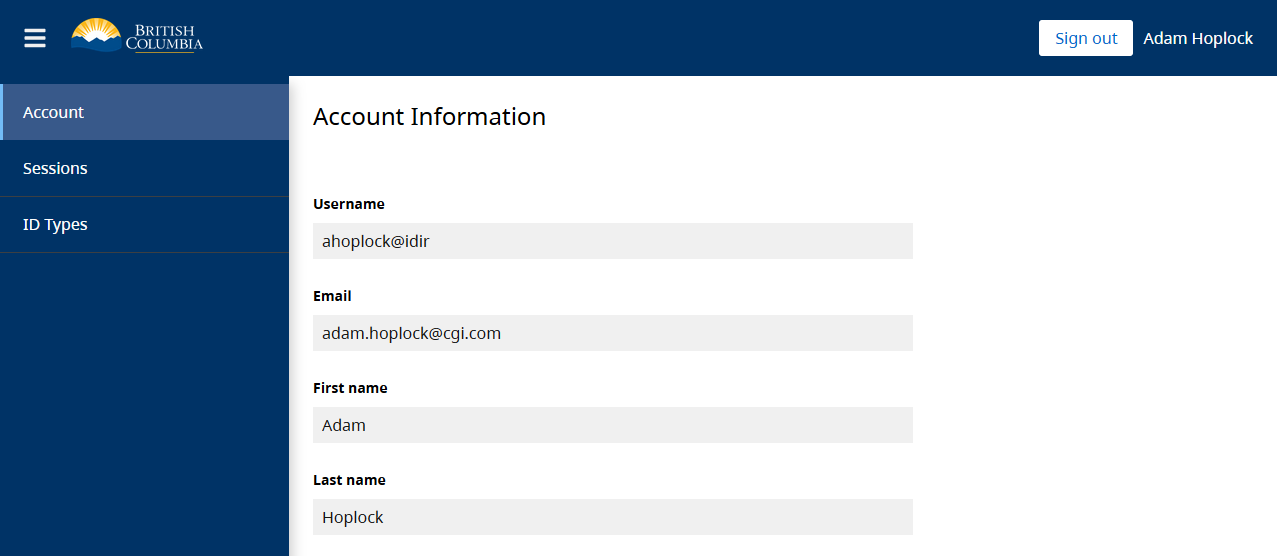 BRITISH
COLUMBIA
Sign out
Adam Hoplock
Account
Sessions
ID Types
Account Information
Username
ahoplock@idir
Email
adam.hoplock@cgi.com
First name
Adam
Last name
Hoplock